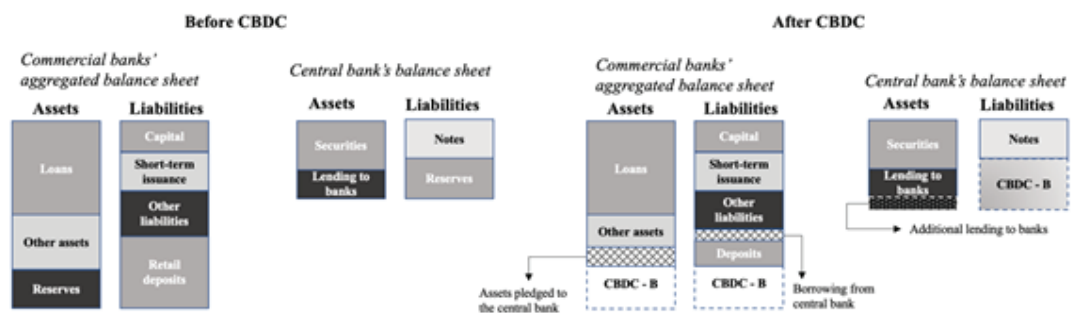 Before CBDC
Commercial banks'
aggregated balance sheet
Assets
Liabilities
Loans
Other assets
Reserves
Capital
Short-term
issuance
Other
liabilities
Retail
deposits
Central bank's balance sheet
Assets
Liabilities
Securities
Lending to
banks
Notes
Reserves
After CBDC
Commercial banks'
aggregated balance sheet
Assets
Liabilities
Loans
Other assets
CBDC - B
Assets pledged to
the central bank
Capital
Short-term
issuance
Other
liabilities
Deposits
CBDC - B
Borrowing from
central bank
Central bank's balance sheet
Assets
Liabilities
Securities
Lending to
banks
Notes
CBDC - B
Additional lending to banks